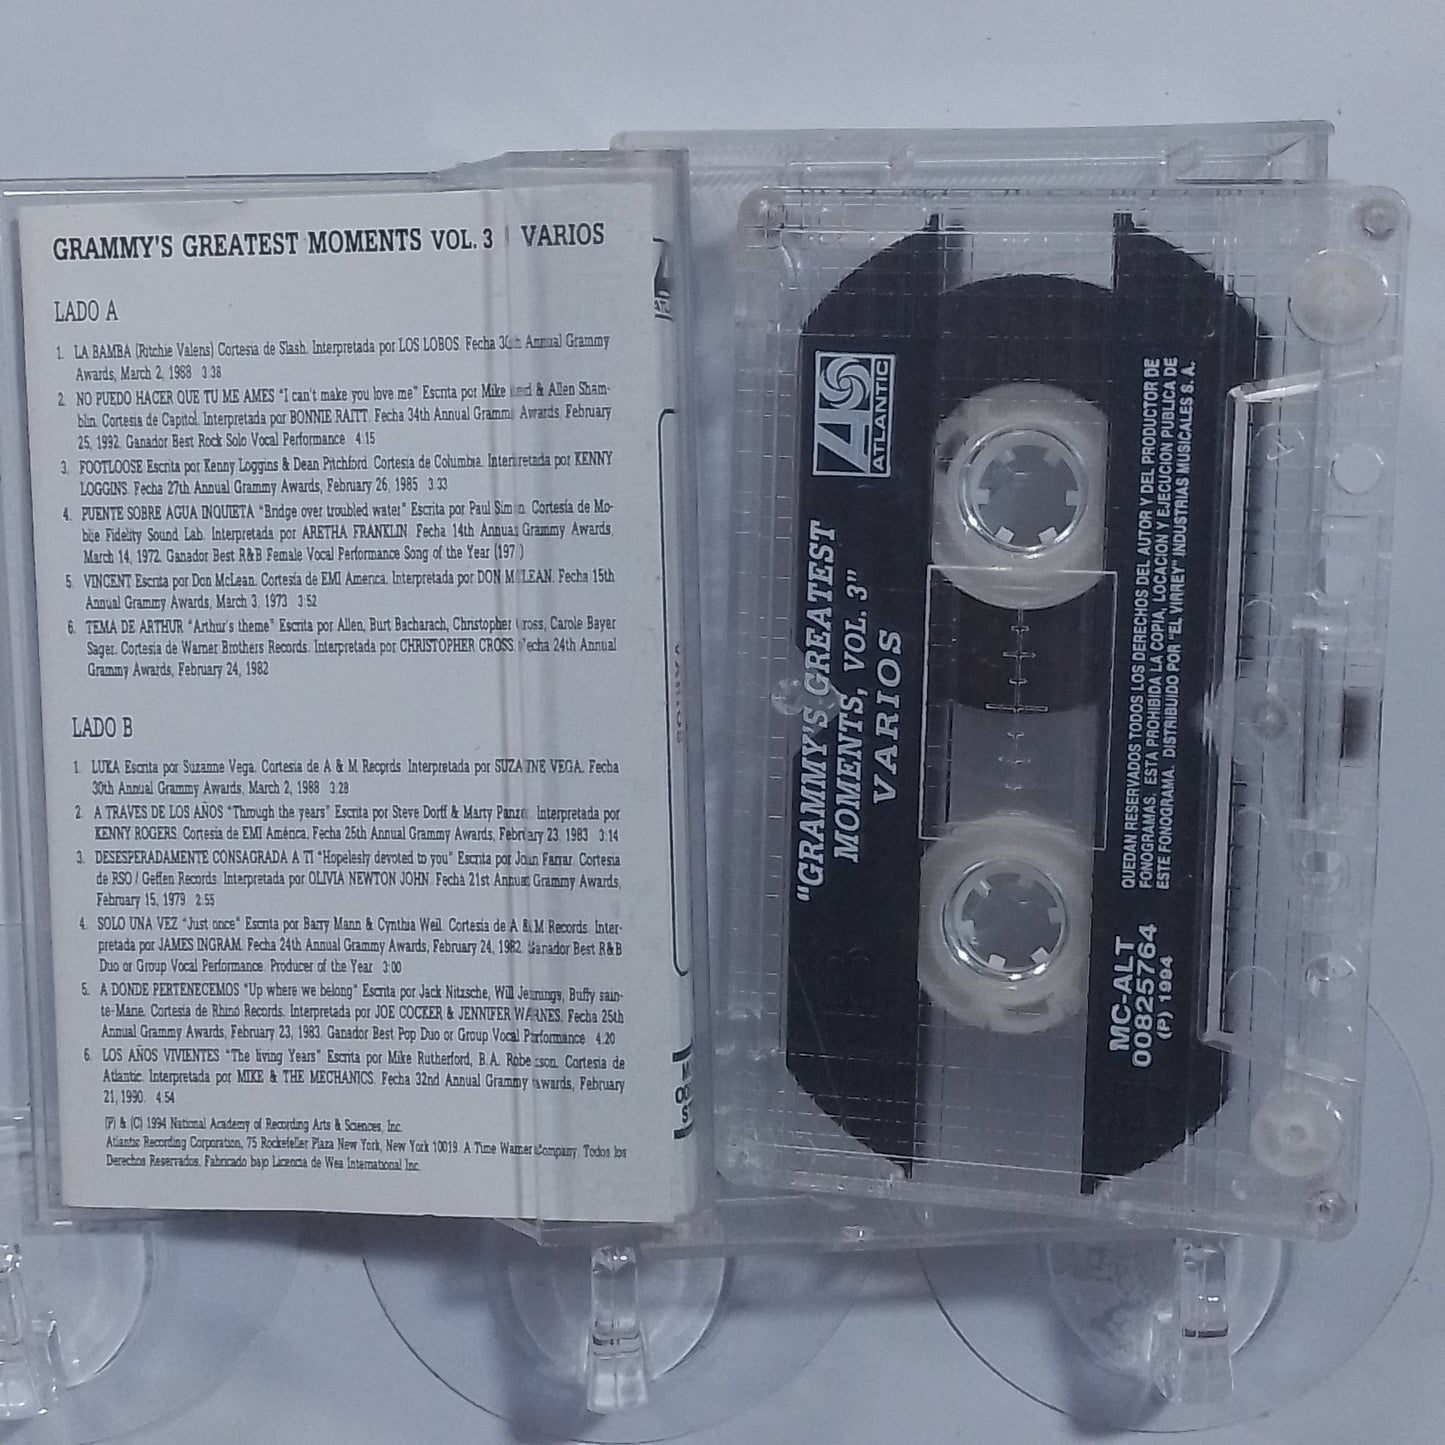 GRAMMY'S GREATEST MOMENTS VOL. 3 VARIOS
LADO A
1. LA BAMBA (Ritchie Valens) Cortesía de Slash. Interpretada por LOS LOBOS. Fecha 30th Annual Grammy
Awards, March 2, 1988 3:38
2. NO PUEDO HACER QUE TU ME AMES "I can't make you love me" Escrita por Mike & Allen Sham-
blin. Cortesía de Capitol. Interpretada por BONNIE RAITT. Fecha 34th Annual Grammy Awards, February
25, 1992. Ganador Best Rock Solo Vocal Performance 4:15
3. FOOTLOOSE Escrita por Kenny Loggins & Dean Pitchford. Cortesía de Columbia. Interpretada por KENNY
LOGGINS. Fecha 27th Annual Grammy Awards, February 26, 1985 3:33
4. PUENTE SOBRE AGUA INQUIETA "Bridge over troubled water" Escrita por Paul Simon. Cortesía de Mo-
bile Fidelity Sound Lab. Interpretada por ARETHA FRANKLIN. Fecha 14th Annual Grammy Awards,
March 14, 1972. Ganador Best R&B Female Vocal Performance Song of the Year
5. VINCENT Escrita por Don McLean. Cortesía de EMI America. Interpretada por DON McLEAN. Fecha 15th
Annual Grammy Awards, March 3, 1973 3:52
6. TEMA DE ARTHUR "Arthur's theme" Escrita por Allen, Burt Bacharach, Christopher Cross, Carole Bayer
Sager. Cortesía de Warner Brothers Records. Interpretada por CHRISTOPHER CROSS. Fecha 24th Annual
Grammy Awards, February 24, 1982
LADO B
1. LUKA Escrita por Suzanne Vega. Cortesía de A & M Records. Interpretada por SUZANNE VEGA. Fecha
30th Annual Grammy Awards, March 2, 1988 3:28
2. A TRAVES DE LOS AÑOS "Through the years" Escrita por Steve Dorff & Marty Panzer. Interpretada por
KENNY ROGERS. Cortesía de EMI América. Fecha 25th Annual Grammy Awards, February 23, 1983 3:14
3. DESESPERADAMENTE CONSAGRADA A TI "Hopelesly devoted to you" Escrita por John Farrar. Cortesía
de RSO / Geffen Records. Interpretada por OLIVIA NEWTON JOHN. Fecha 21st Annual Grammy Awards,
February 15, 1979 2:55
4. SOLO UNA VEZ "Just once" Escrita por Barry Mann & Cynthia Weil. Cortesía de A & M Records. Inter-
pretada por JAMES INGRAM. Fecha 24th Annual Grammy Awards, February 24, 1982. Ganador Best R&B
Duo or Group Vocal Performance. Producer of the Year 3:00
5. A DONDE PERTENECEMOS "Up where we belong" Escrita por Jack Nitzsche, Will Jennings, Buffy sain-
te-Marie. Cortesía de Rhino Records. Interpretada por JOE COCKER & JENNIFER WARNES. Fecha 25th
Annual Grammy Awards, February 23, 1983. Ganador Best Pop Duo or Group Vocal Performance 4:20
6. LOS AÑOS VIVIENTES "The living Years" Escrita por Mike Rutherford, B.A. Robertson. Cortesía de
Atlantic. Interpretada por MIKE & THE MECHANICS. Fecha 32nd Annual Grammy Awards, February
21, 1990. 4:54
(P) & (C) 1994 National Academy of Recording Arts & Sciences, Inc.
Atlantic Recording Corporation, 75 Rockefeller Plaza New York, New York 10019. A Time Warner Company. Todos los
Derechos Reservados. Fabricado bajo Licencia de Wea International Inc.
ATLANTIC
"GRAMMY'S GREATEST
MOMENTS, VOL. 3"
VARIOS
QUEDAN RESERVADOS TODOS LOS DERECHOS DEL AUTOR Y DEL PRODUCTOR DE
FONOGRAMAS. ESTA PROHIBIDA LA COPIA, LOCACION Y EJECUCION PUBLICA DE
ESTE FONOGRAMA. DISTRIBUIDO POR "EL VIRREY" INDUSTRIAS MUSICALES S.A.
MC-ALT
00825764
(P) 1994